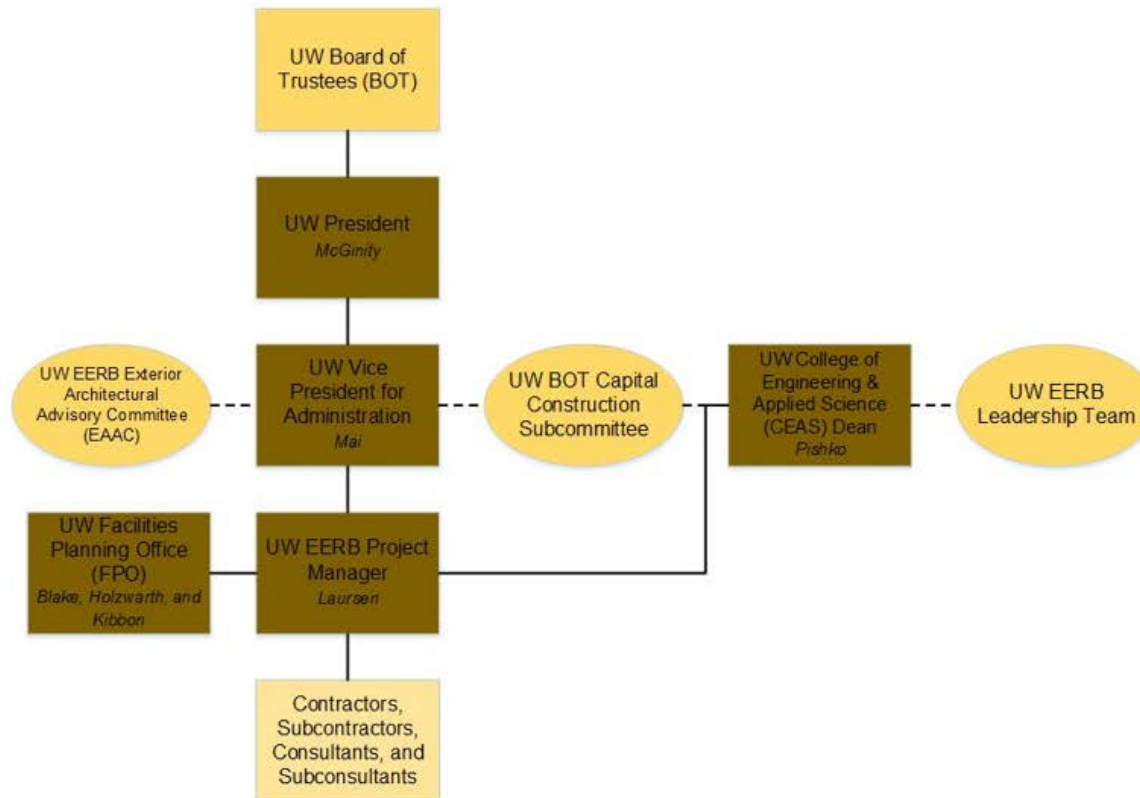 UW Board of
Trustees (BOT)
UW President
McGinity
UW EERB Exterior
Architectural
Advisory Committee
(EAAC)
UW Vice
President for
Administration
Mai
UW BOT Capital
Construction
Subcommittee
UW College of
Engineering &
Applied Science
(CEAS) Dean
Pishko
UW EERB
Leadership Team
UW Facilities
Planning Office
(FPO)
Blake, Holzwarth, and
Kibbon
UW EERB Project
Manager
Laursen
Contractors,
Subcontractors,
Consultants, and
Subconsultants